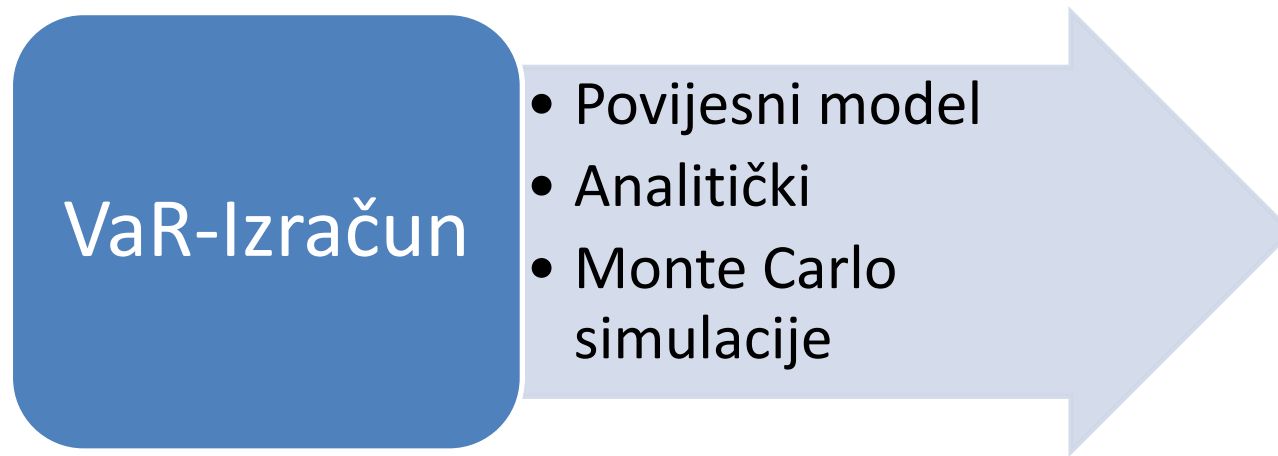 VaR-Izračun
• Povijesni model
• Analitički
• Monte Carlo
simulacije